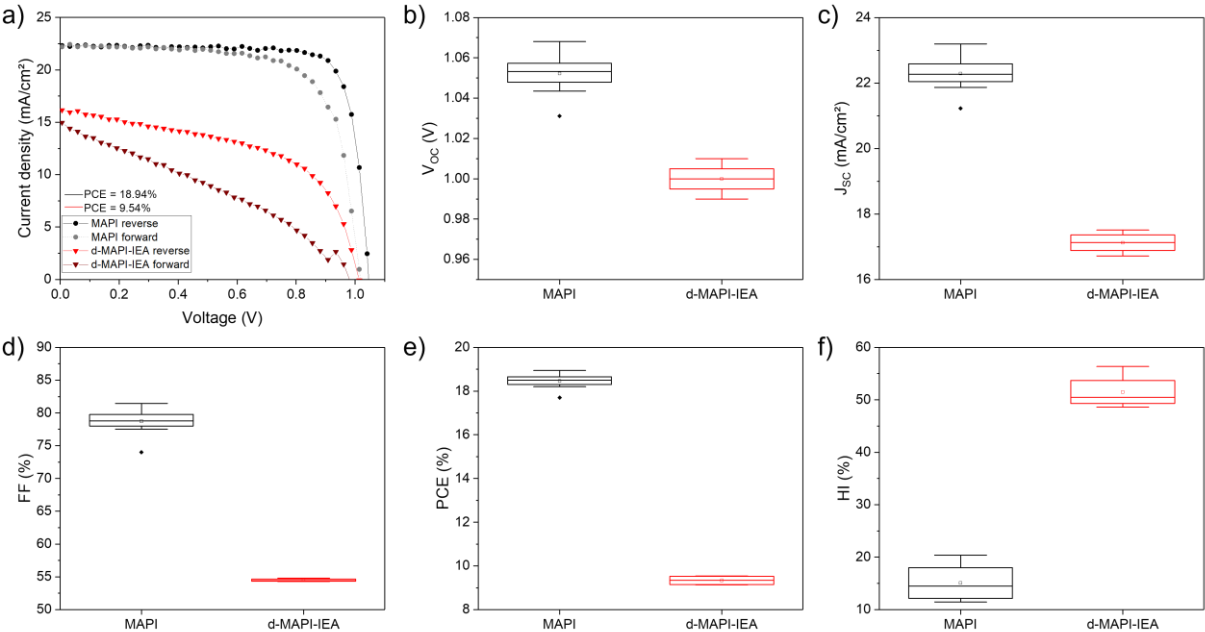 a)
Current density (mA/cm²)
25
20
15
10
5
0
0.0 0.2 0.4 0.6 0.8 1.0
Voltage (V)
PCE = 18.94%
PCE = 9.54%
MAPI reverse
MAPI forward
d-MAPI-IEA reverse
d-MAPI-IEA forward
b)
V_OC (V)
1.08
1.06
1.04
1.02
1.00
0.98
0.96
MAPI d-MAPI-IEA
c)
J_SC (mA/cm²)
24
22
20
18
16
MAPI d-MAPI-IEA
d)
FF (%)
90
85
80
75
70
65
60
55
50
MAPI d-MAPI-IEA
e)
PCE (%)
20
18
16
14
12
10
8
MAPI d-MAPI-IEA
f)
HI (%)
60
50
40
30
20
10
MAPI d-MAPI-IEA